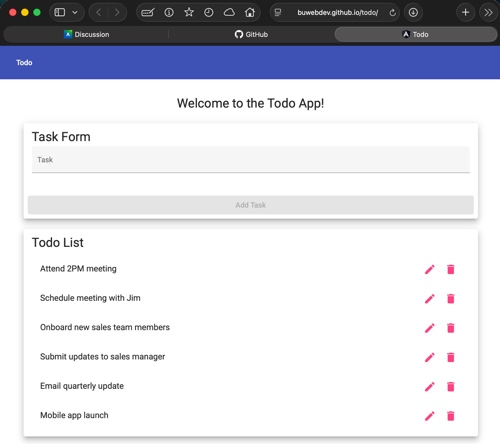 buwebdev.github.io/todo/
Discussion
GitHub
Todo
Todo
Welcome to the Todo App!
Task Form
Task
Add Task
Todo List
Attend 2PM meeting
Schedule meeting with Jim
Onboard new sales team members
Submit updates to sales manager
Email quarterly update
Mobile app launch